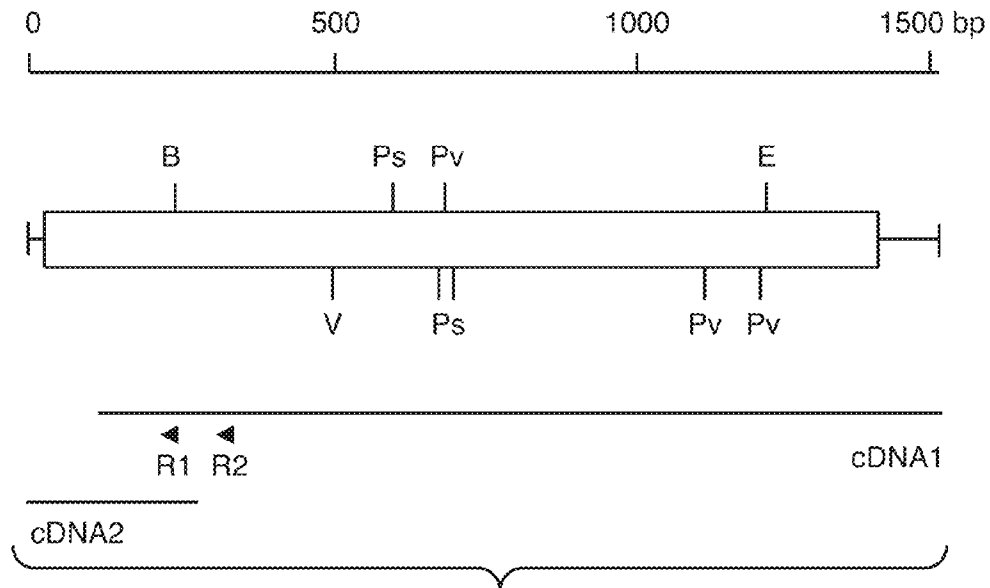 0 500 1000 1500 bp
B Ps Pv E
V Ps Pv Pv
R1 R2 cDNA1
cDNA2